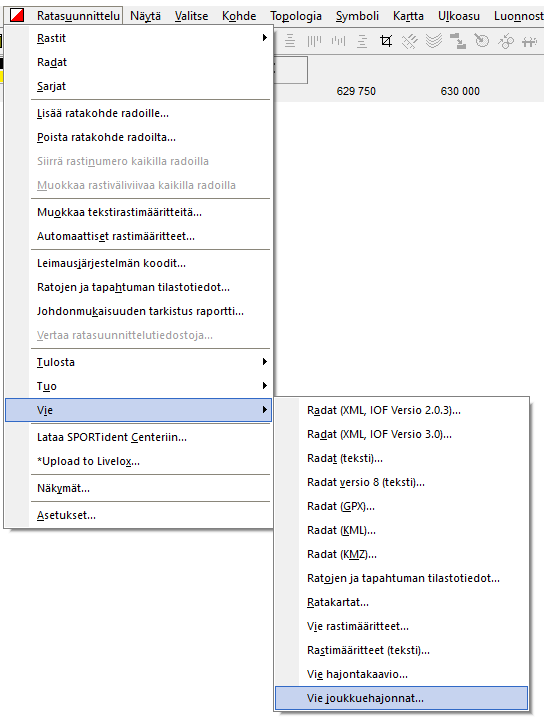 Ratasuunnittelu Näytä Valitse Kohde Topologia Symboli Kartta Ulkoasu Luonnost
Rastit
Radat
Sarjat
629 750 630 000
Lisää ratakohde radoille...
Poista ratakohde radoilta...
Siirrä rastinumero kaikilla radoilla
Muokkaa rastiväliviivaa kaikilla radoilla
Muokkaa tekstirastimääritteitä...
Automaattiset rastimääritteet...
Leimausjärjestelmän koodit...
Ratojen ja tapahtuman tilastotiedot...
Johdonmukaisuuden tarkistus raportti...
Vertaa ratasuunnittelutiedostoja...
Tulosta
Tuo
Vie
Lataa SPORTident Centeriin...
*Upload to Livelox...
Näkymät...
Asetukset...
Radat (XML, IOF Versio 2.0.3)...
Radat (XML, IOF Versio 3.0)...
Radat (teksti)...
Radat versio 8 (teksti)...
Radat (GPX)...
Radat (KML)...
Radat (KMZ)...
Ratojen ja tapahtuman tilastotiedot...
Ratakartat...
Vie rastimääritteet...
Rastimääritteet (teksti)...
Vie hajontakaavio...
Vie joukkuehajonnat...